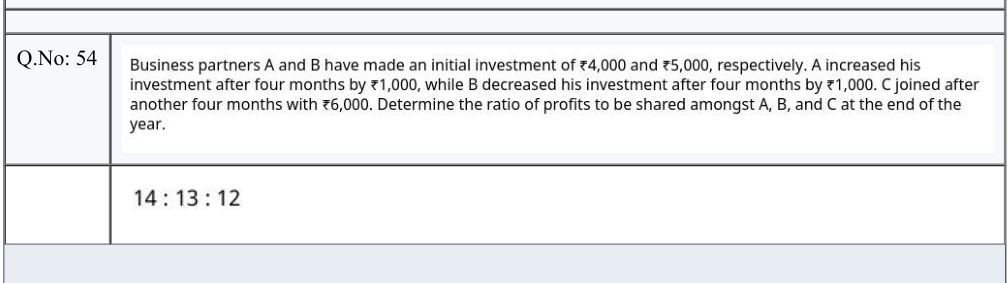 Q.No: 54
Business partners A and B have made an initial investment of ₹4,000 and ₹5,000, respectively. A increased his
investment after four months by ₹1,000, while B decreased his investment after four months by ₹1,000. C joined after
another four months with ₹6,000. Determine the ratio of profits to be shared amongst A, B, and C at the end of the
year.
14 : 13 : 12